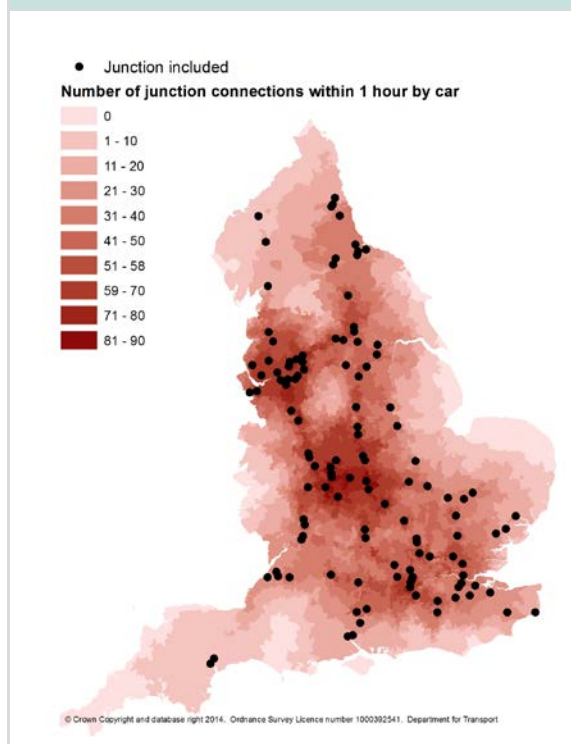 Junction included
Number of junction connections within 1 hour by car
0
1 - 10
11 - 20
21 - 30
31 - 40
41 - 50
51 - 58
59 - 70
71 - 80
81 - 90
© Crown Copyright and database right 2014. Ordnance Survey Licence number 1000392541. Department for Transport